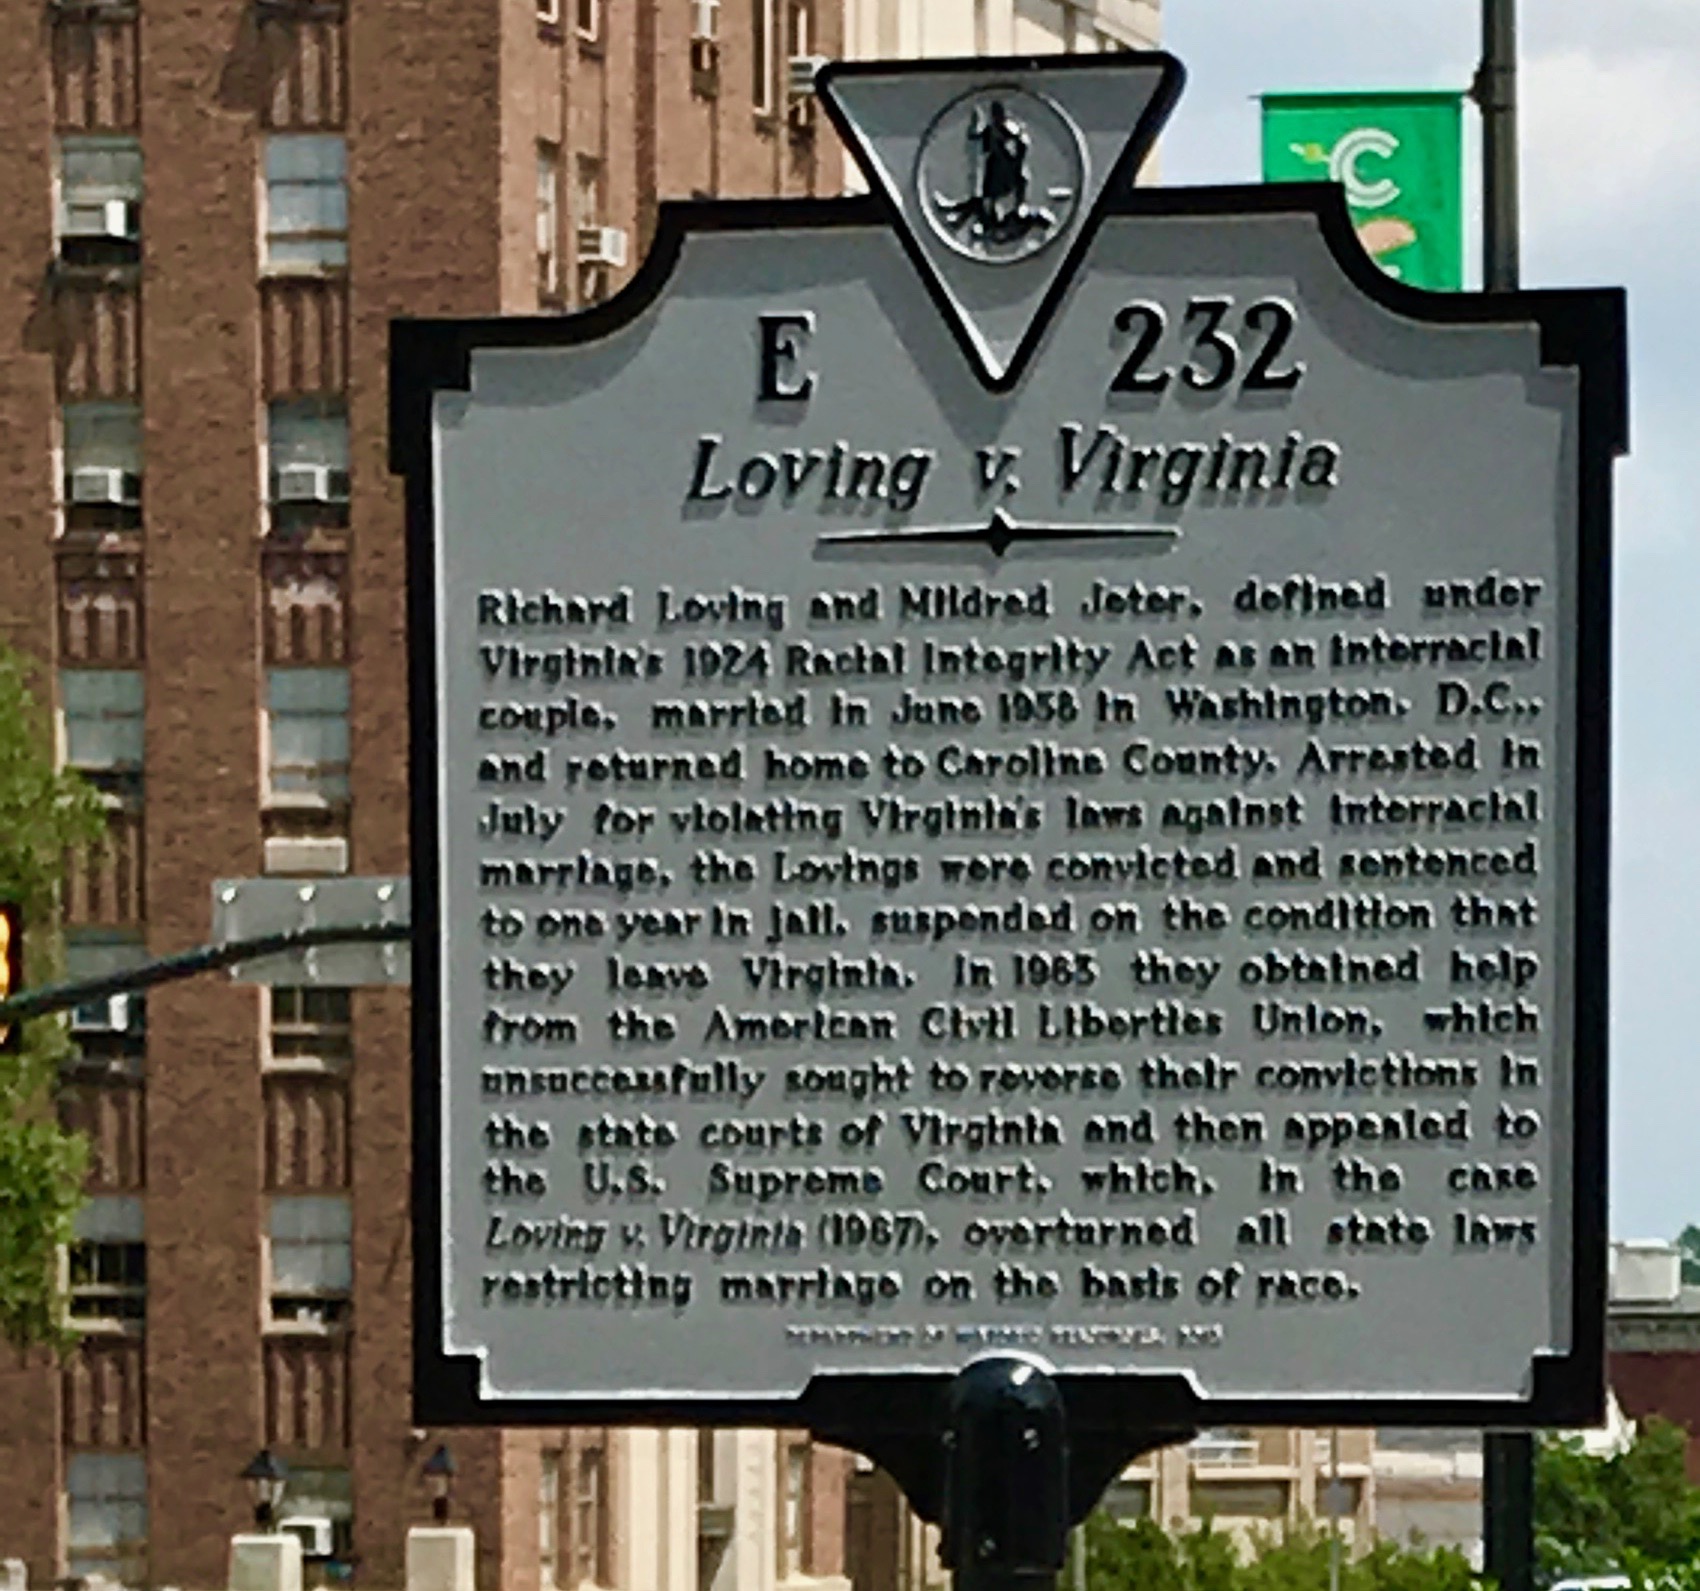 C
E 232
Loving v. Virginia
Richard Loving and Mildred Jeter, defined under
Virginia's 1924 Racial Integrity Act as an interracial
couple, married in June 1958 in Washington, D.C.,
and returned home to Caroline County. Arrested in
July for violating Virginia's laws against interracial
marriage, the Lovings were convicted and sentenced
to one year in jail, suspended on the condition that
they leave Virginia. In 1963 they obtained help
from the American Civil Liberties Union, which
unsuccessfully sought to reverse their convictions in
the state courts of Virginia and then appealed to
the U.S. Supreme Court, which, in the case
Loving v. Virginia (1967), overturned all state laws
restricting marriage on the basis of race.
DEPARTMENT OF HISTORIC RESOURCES,